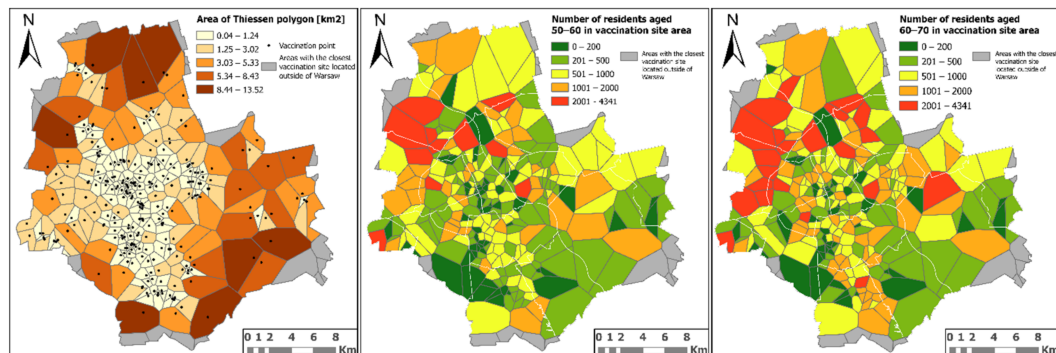 N
Area of Thiessen polygon [km2]
0.04 – 1.24
1.25 – 3.02
3.03 – 5.33
5.34 – 8.43
8.44 – 13.52
Vaccination point
Areas with the closest
vaccination site
located outside of
Warsaw
0 1 2 4 6 8
Km
N
Number of residents aged
50–60 in vaccination site
area
0 – 200
201 – 500
501 – 1000
1001 – 2000
2001 - 4341
Areas with the closest
vaccination site
located outside of
Warsaw
0 1 2 4 6 8
Km
N
Number of residents aged
60–70 in vaccination site area
0 – 200
201 – 500
501 – 1000
1001 – 2000
2001 – 4341
Areas with the closest
vaccination site
located outside of
Warsaw
0 1 2 4 6 8
Km